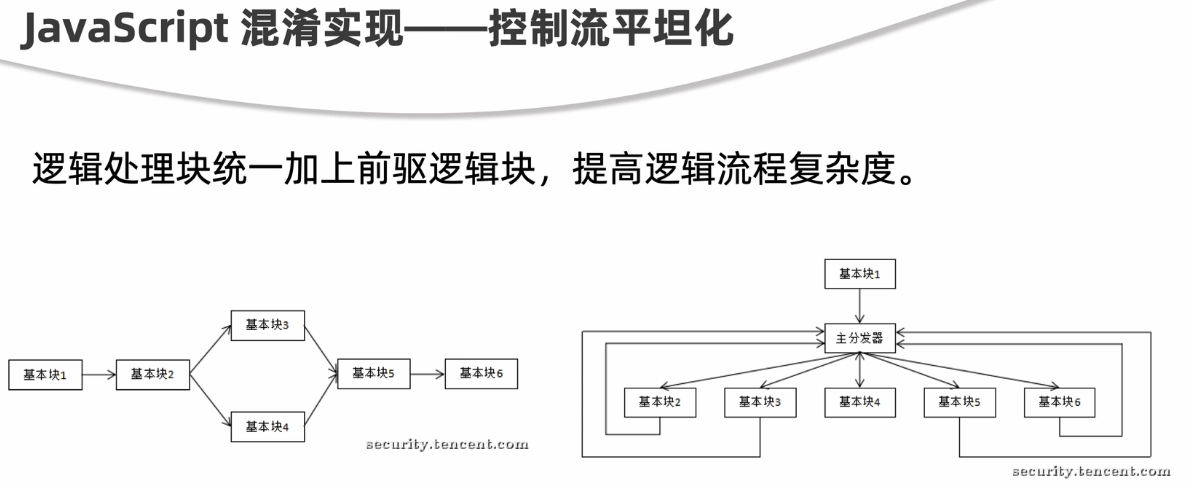 JavaScript 混淆实现——控制流平坦化
逻辑处理块统一加上前驱逻辑块，提高逻辑流程复杂度。
基本块1
基本块2
基本块3
基本块4
基本块5
基本块6
security.tencent.com
基本块1
主分发器
基本块2
基本块3
基本块4
基本块5
基本块6
security.tencent.com